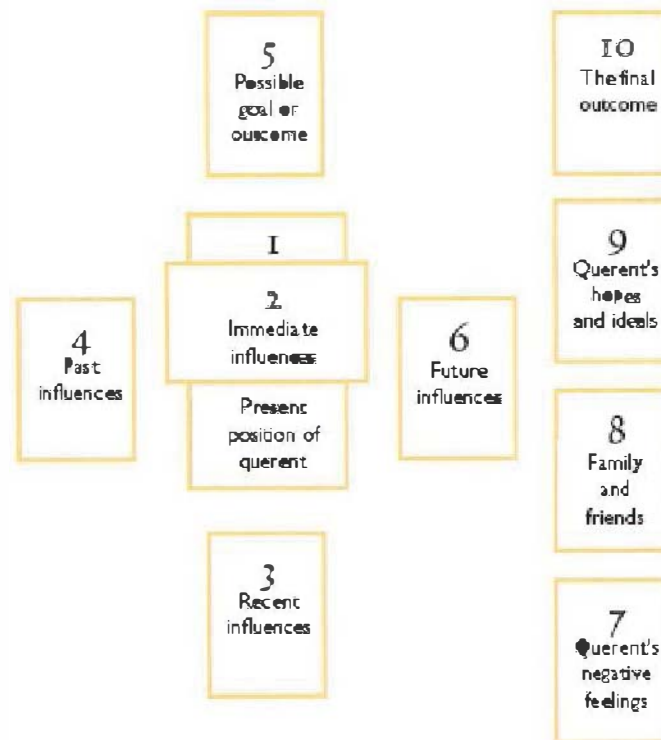 5
Possible
goal or
outcome
10
The final
outcome
1
2
Immediate
influences
Present
position of
querent
4
Past
influences
6
Future
influences
9
Querent's
hopes
and ideals
8
Family
and
friends
3
Recent
influences
7
Querent's
negative
feelings